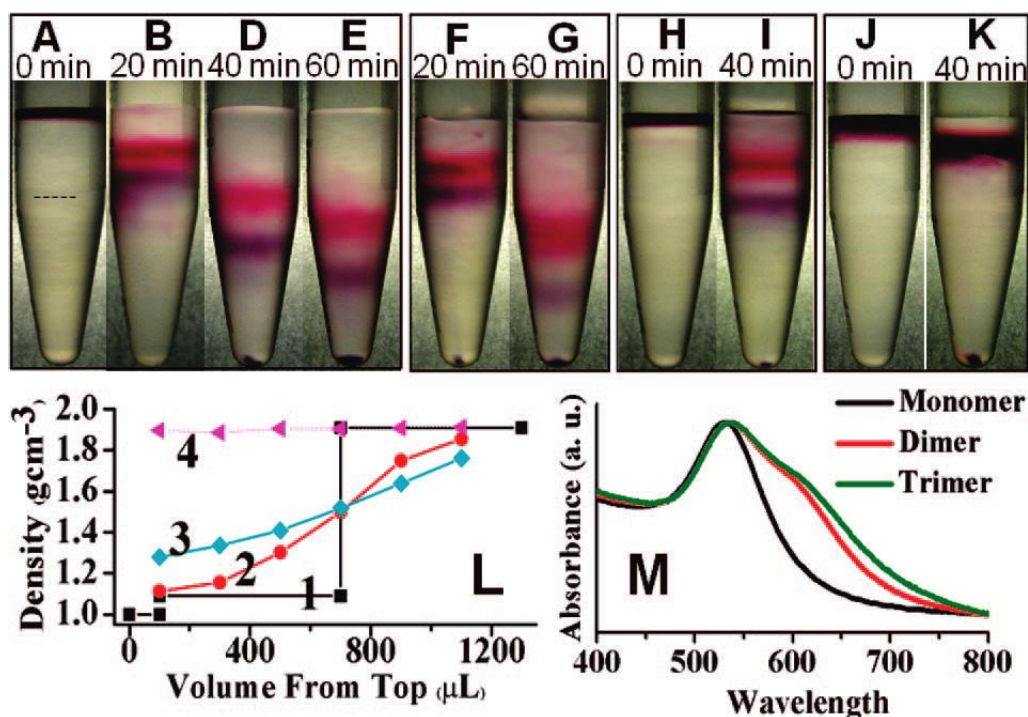 A B D E F G H I J K
0 min 20 min 40 min 60 min 20 min 60 min 0 min 40 min 0 min 40 min
Density (gcm⁻³)
2.0
1.8
1.6
1.4
1.2
1.0
4
3
2
1
L
0 400 800 1200
Volume From Top (μL)
Absorbance (a. u.)
Monomer
Dimer
Trimer
M
400 500 600 700 800
Wavelength